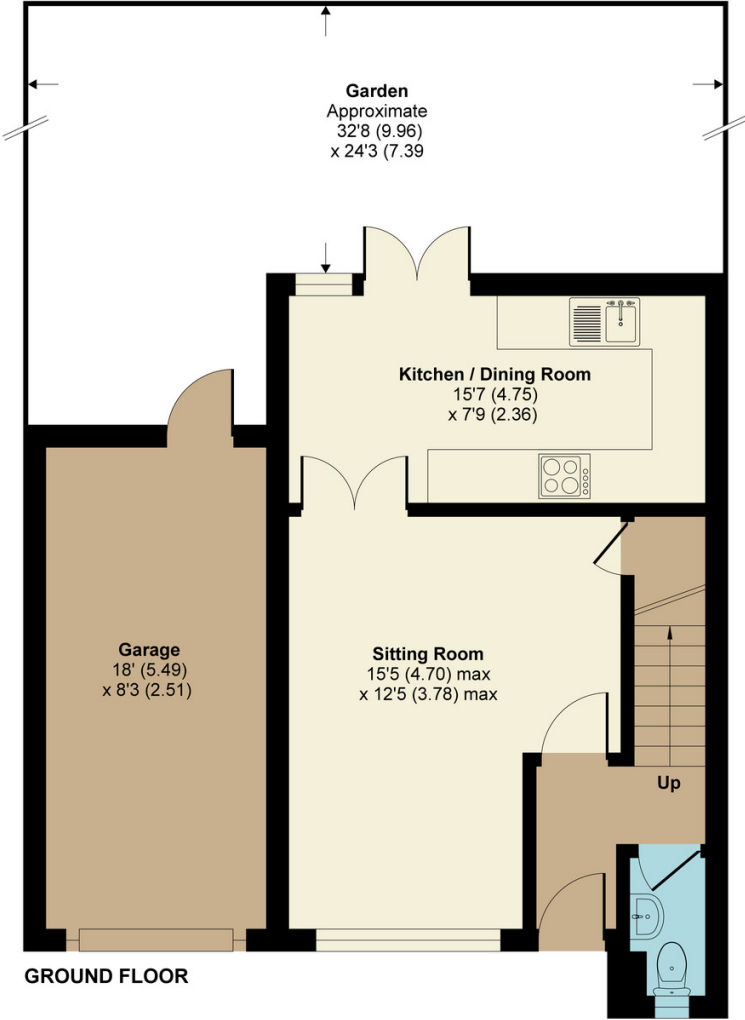 Garden
Approximate
32'8 (9.96)
x 24'3 (7.39
Kitchen / Dining Room
15'7 (4.75)
x 7'9 (2.36)
Garage
18' (5.49)
x 8'3 (2.51)
Sitting Room
15'5 (4.70) max
x 12'5 (3.78) max
Up
GROUND FLOOR